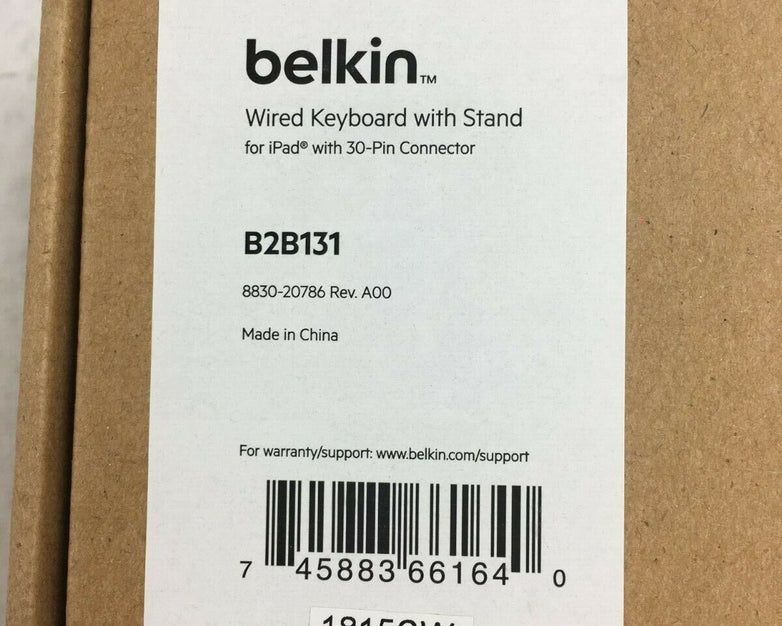 belkin™
Wired Keyboard with Stand
for iPad® with 30-Pin Connector
B2B131
8830-20786 Rev. A00
Made in China
For warranty/support: www.belkin.com/support
7 45883 66164 0